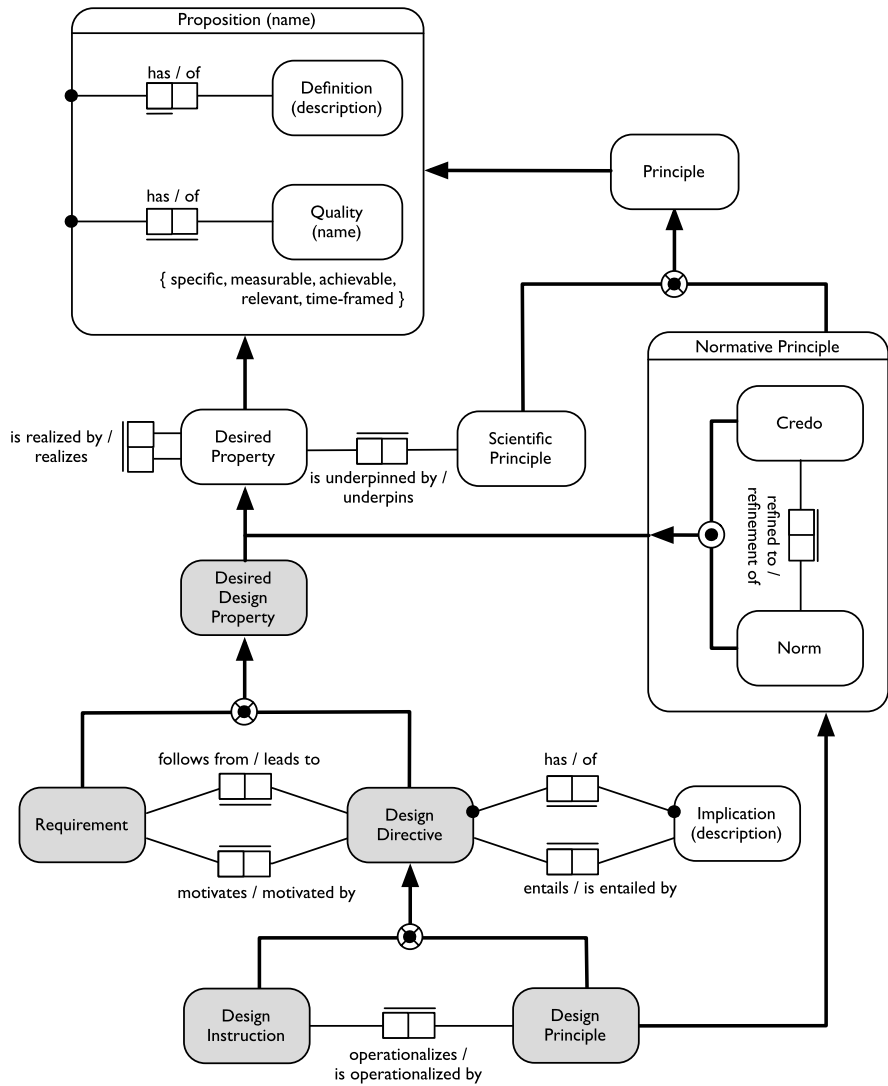 Proposition (name)
has / of
Definition
(description)
has / of
Quality
(name)
{ specific, measurable, achievable,
relevant, time-framed }
Principle
Normative Principle
Credo
refined to /
refinement of
Norm
is realized by /
realizes
Desired
Property
is underpinned by /
underpins
Scientific
Principle
Desired
Design
Property
follows from / leads to
has / of
Requirement
Design
Directive
Implication
(description)
motivates / motivated by
entails / is entailed by
Design
Instruction
Design
Principle
operationalizes /
is operationalized by